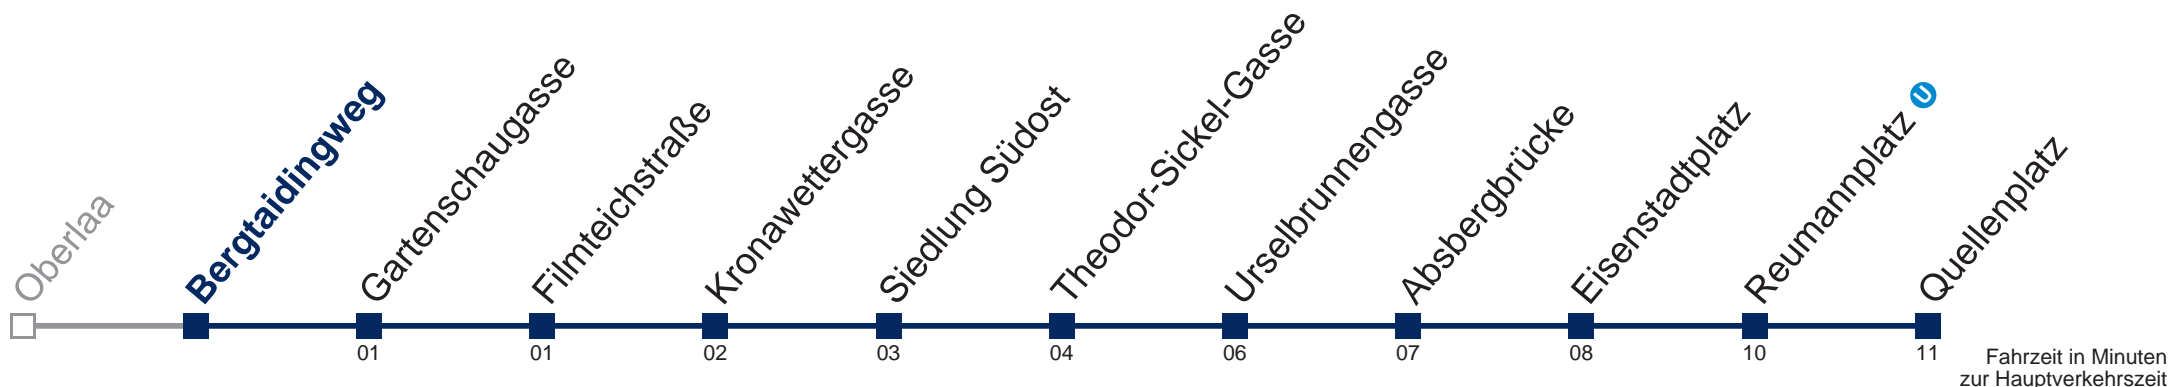 Oberlaa
Bergtaidingweg
Gartenschaugasse
Filmteichstraße
Kronawettergasse
Siedlung Südost
Theodor-Sickel-Gasse
Urselbrunnengasse
Absbergbrücke
Eisenstadtplatz
Reumannplatz U
Quellenplatz
01
01
02
03
04
06
07
08
10
11
Fahrzeit in Minuten
zur Hauptverkehrszeit